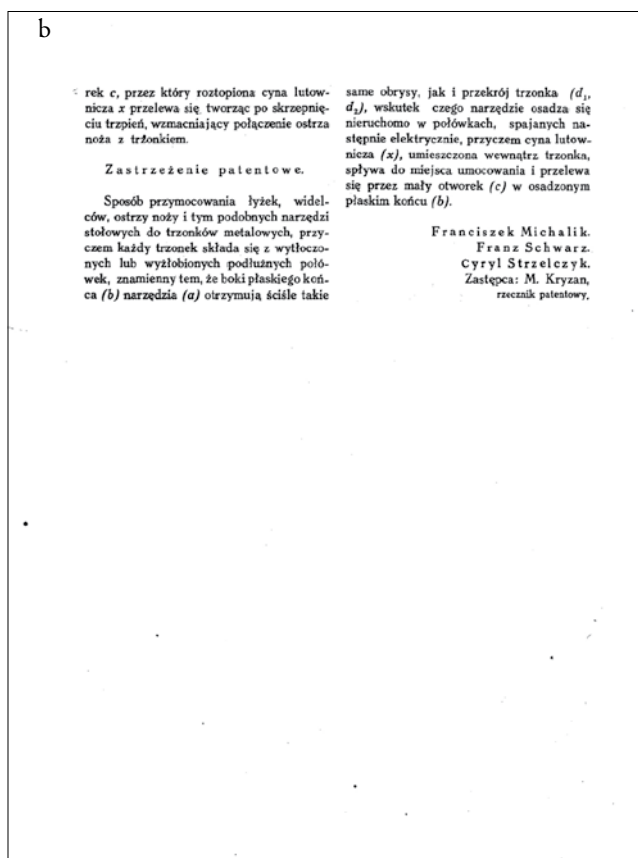 b
rek c, przez który roztopiona cyna lutow-
nicza x przelewa się, tworząc po skrzepnię-
ciu trzpień, wzmacniający połączenie ostrza
noża z trżonkiem.
Zastrzeżenie patentowe.
Sposób przymocowania łyżek, widel-
ców, ostrzy noży i tym podobnych narzędzi
stołowych do trzonków metalowych, przy-
czem każdy trzonek składa się z wytłoczo-
nych lub wyżłobionych podłużnych połó-
wek, znamienny tem, że boki płaskiego koń-
ca (b) narzędzia (a) otrzymują ściśle takie
same obrysy, jak i przekrój trzonka (d₁,
d₂), wskutek czego narzędzie osadza się
nieruchomo w połówkach, spajanych na-
stępnie elektrycznie, przyczem cyna lutow-
nicza (x), umieszczona wewnątrz trzonka,
spływa do miejsca umocowania i przelewa
się przez mały otworek (c) w osadzonym
płaskim końcu (b).
Franciszek Michalik.
Franz Schwarz.
Cyryl Strzelczyk.
Zastępca: M. Kryzan,
rzecznik patentowy.